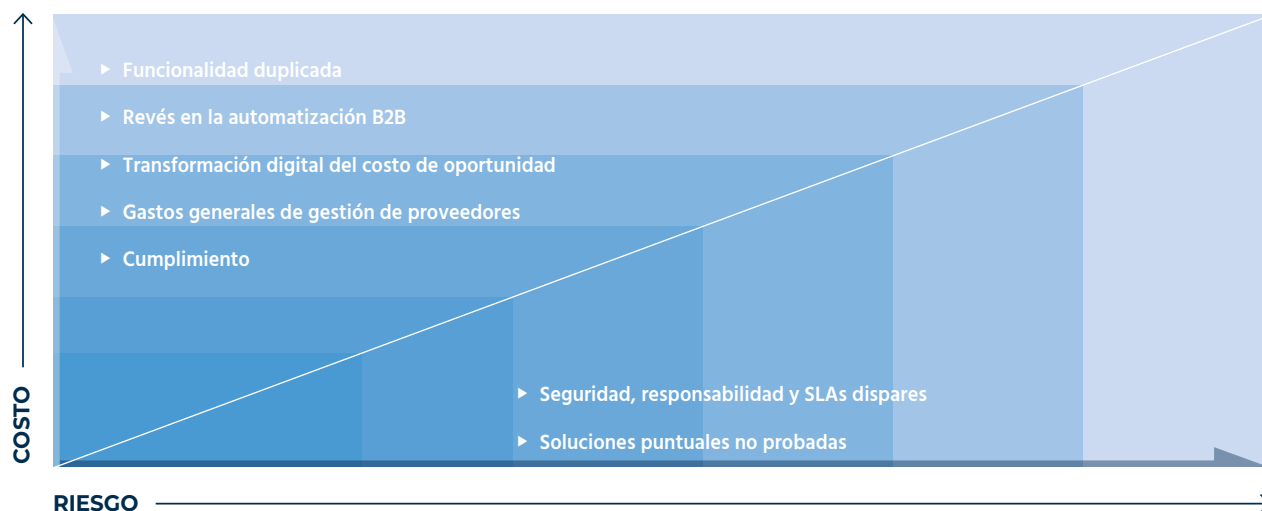 Funcionalidad duplicada
Revés en la automatización B2B
Transformación digital del costo de oportunidad
Gastos generales de gestión de proveedores
Cumplimiento
Seguridad, responsabilidad y SLAs dispares
Soluciones puntuales no probadas
COSTO
RIESGO